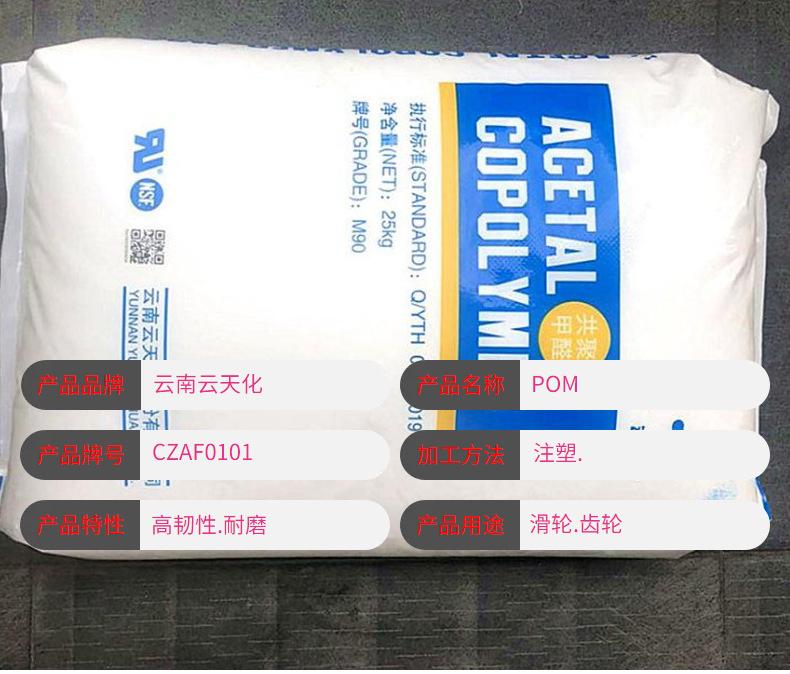 ACETAL
COPOLYM
共聚
甲醛
执行标准(STANDARD): Q/YTH
净含量(NET): 25kg
牌号(GRADE): M90
NSF
云南云天
YUNNAN YU
产品品牌 云南云天化
产品名称 POM
产品牌号 CZAF0101
加工方法 注塑.
产品特性 高韧性.耐磨
产品用途 滑轮.齿轮